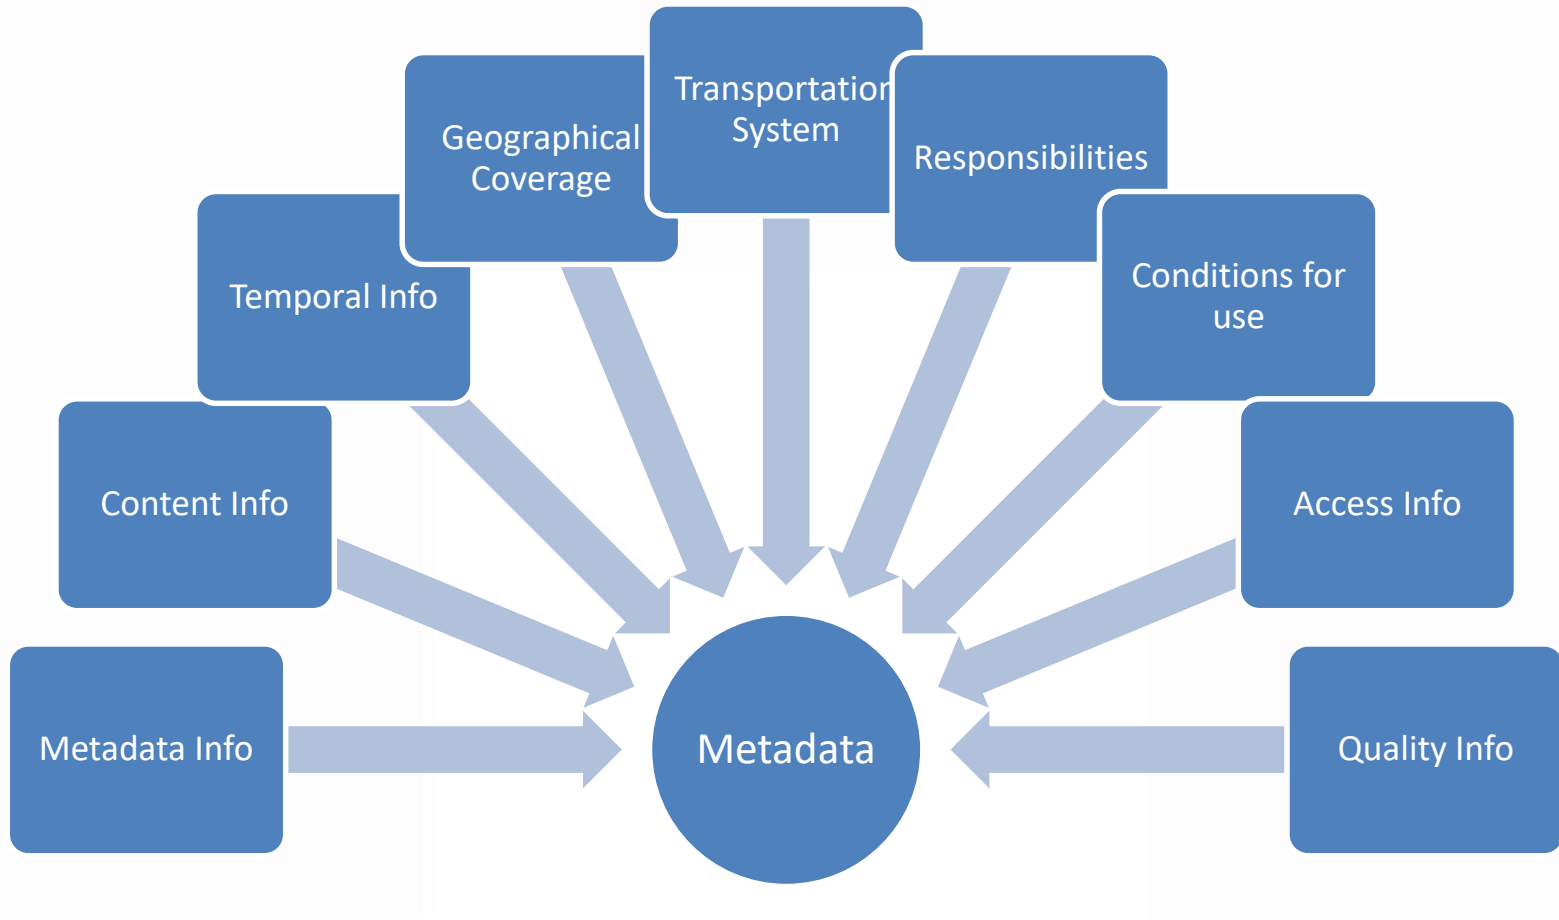 Transportation
System
Geographical
Coverage
Responsibilities
Temporal Info
Conditions for
use
Content Info
Access Info
Metadata Info
Metadata
Quality Info